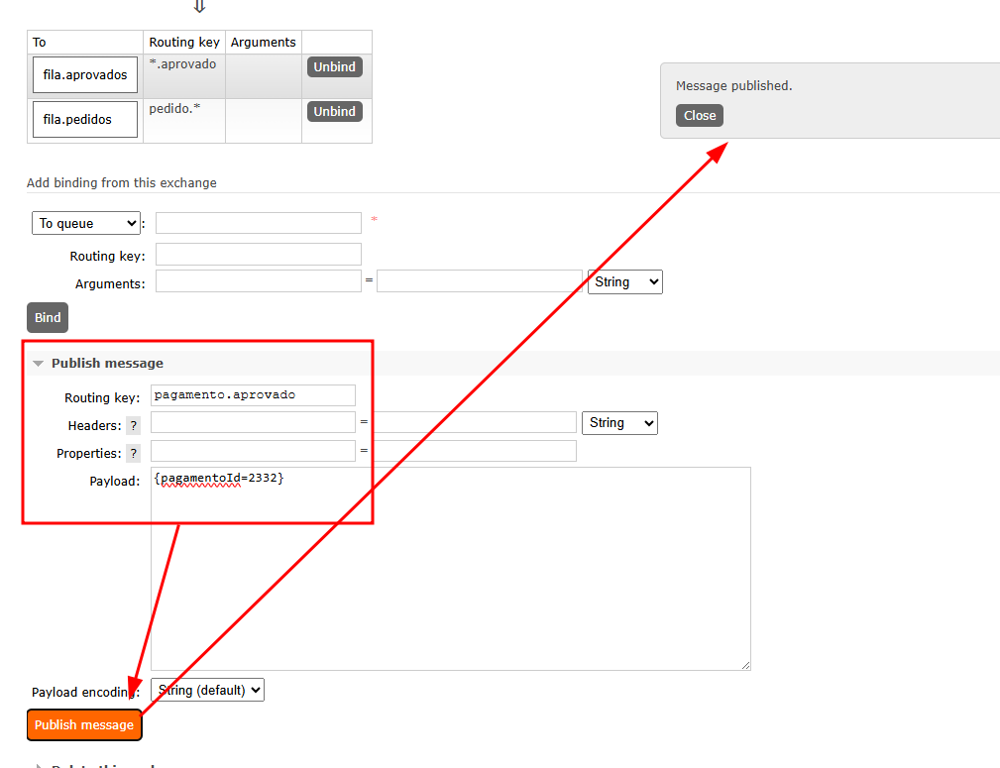 ⇓
To Routing key Arguments
fila.aprovados *.aprovado Unbind
fila.pedidos pedido.* Unbind
Message published.
Close
Add binding from this exchange
To queue : *
Routing key:
Arguments: = String
Bind
Publish message
Routing key: pagamento.aprovado
Headers: ? = String
Properties: ? =
Payload: {pagamentoId=2332}
Payload encoding: String (default)
Publish message